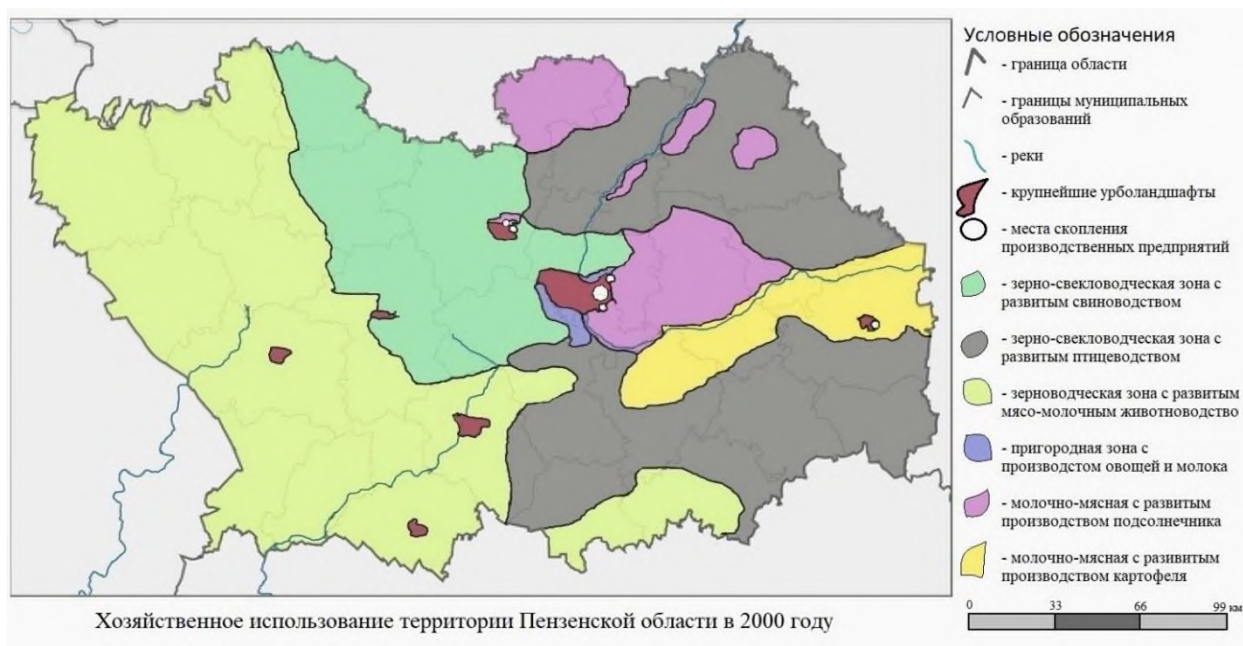 Условные обозначения
- граница области
- границы муниципальных
образований
- реки
- крупнейшие урболандшафты
- места скопления
производственных предприятий
- зерно-свекловодческая зона с
развитым свиноводством
- зерно-свекловодческая зона с
развитым птицеводством
- зерноводческая зона с развитым
мясо-молочным животноводство
- пригородная зона с
производстом овощей и молока
- молочно-мясная с развитым
производством подсолнечника
- молочно-мясная с разивитым
производством картофеля
0 33 66 99 км
Хозяйственное использование территории Пензенской области в 2000 году